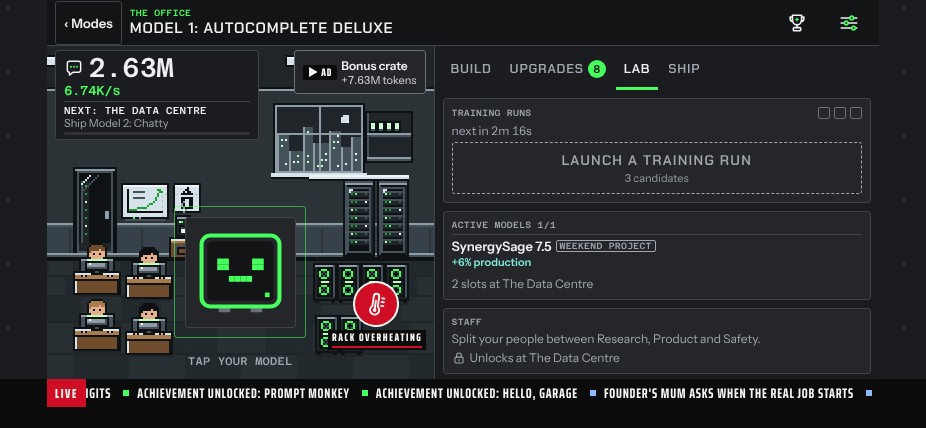 ‹ Modes
THE OFFICE
MODEL 1: AUTOCOMPLETE DELUXE
2.63M
6.74K/s
NEXT: THE DATA CENTRE
Ship Model 2: Chatty
AD
Bonus crate
+7.63M tokens
RACK OVERHEATING
TAP YOUR MODEL
BUILD
UPGRADES 8
LAB
SHIP
TRAINING RUNS
next in 2m 16s
LAUNCH A TRAINING RUN
3 candidates
ACTIVE MODELS 1/1
SynergySage 7.5 WEEKEND PROJECT
+6% production
2 slots at The Data Centre
STAFF
Split your people between Research, Product and Safety.
Unlocks at The Data Centre
LIVE
IGITS ACHIEVEMENT UNLOCKED: PROMPT MONKEY ACHIEVEMENT UNLOCKED: HELLO, GARAGE FOUNDER'S MUM ASKS WHEN THE REAL JOB STARTS